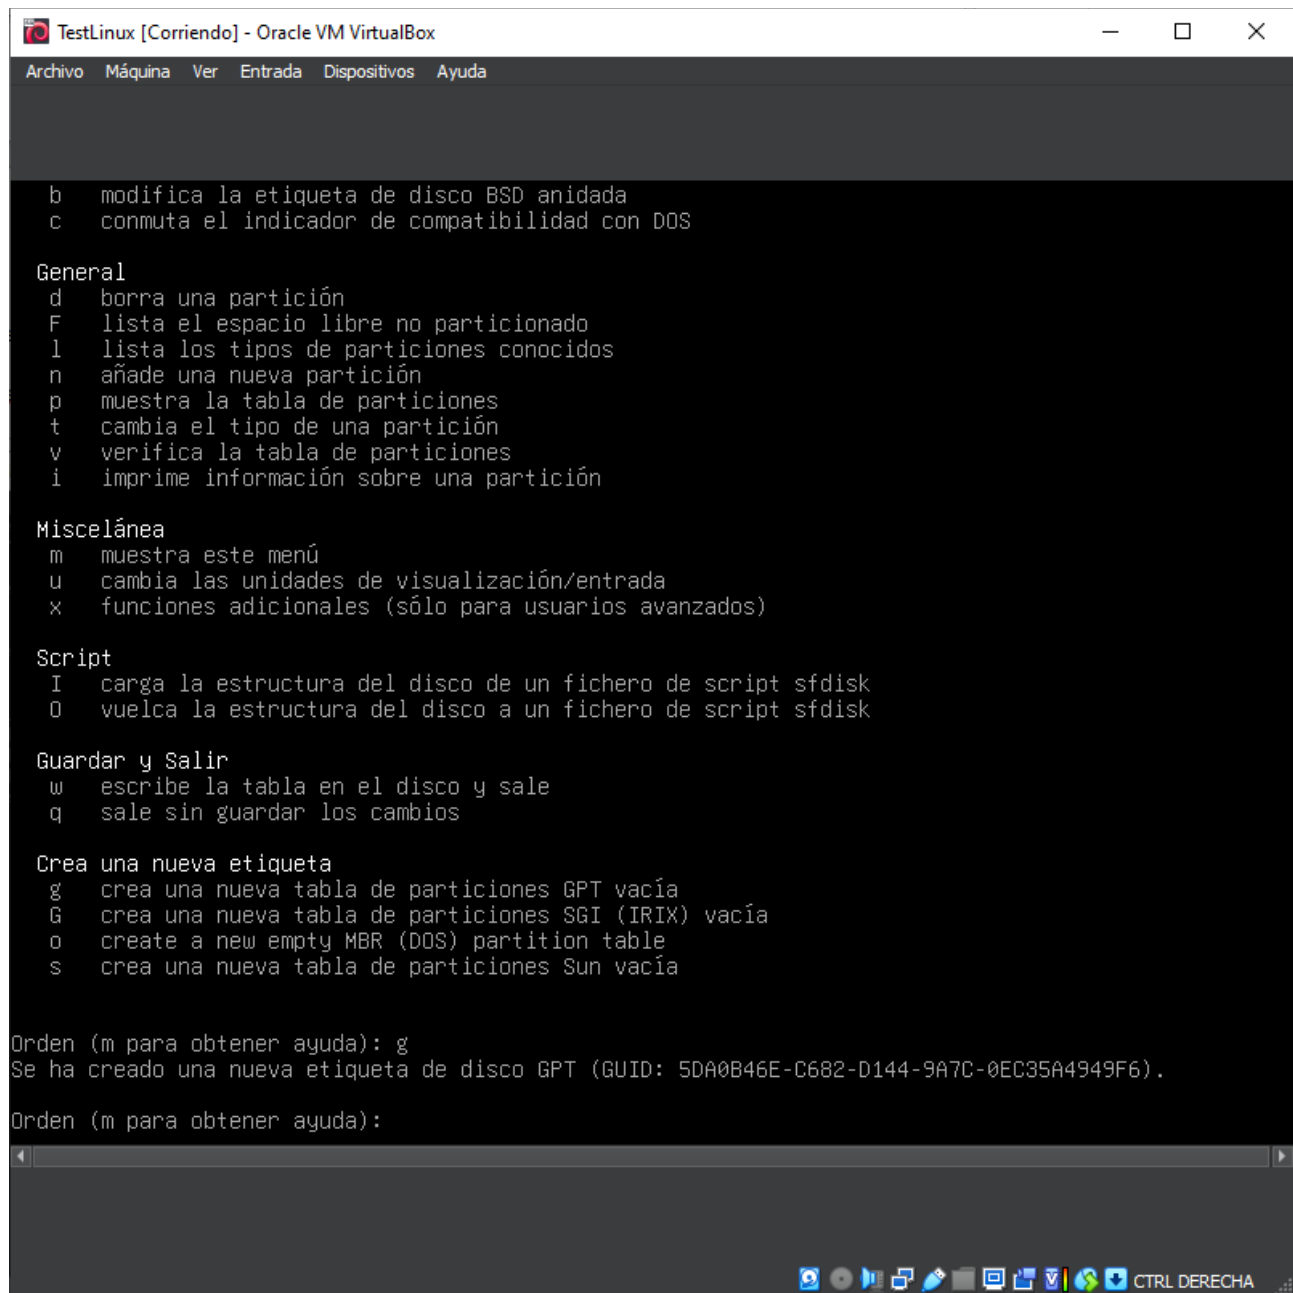 TestLinux [Corriendo] - Oracle VM VirtualBox
Archivo Máquina Ver Entrada Dispositivos Ayuda
b modifica la etiqueta de disco BSD anidada
c conmuta el indicador de compatibilidad con DOS
General
d borra una partición
F lista el espacio libre no particionado
l lista los tipos de particiones conocidos
n añade una nueva partición
p muestra la tabla de particiones
t cambia el tipo de una partición
v verifica la tabla de particiones
i imprime información sobre una partición
Miscelánea
m muestra este menú
u cambia las unidades de visualización/entrada
x funciones adicionales (sólo para usuarios avanzados)
Script
I carga la estructura del disco de un fichero de script sfdisk
O vuelca la estructura del disco a un fichero de script sfdisk
Guardar y Salir
w escribe la tabla en el disco y sale
q sale sin guardar los cambios
Crea una nueva etiqueta
g crea una nueva tabla de particiones GPT vacía
G crea una nueva tabla de particiones SGI (IRIX) vacía
o create a new empty MBR (DOS) partition table
s crea una nueva tabla de particiones Sun vacía
Orden (m para obtener ayuda): g
Se ha creado una nueva etiqueta de disco GPT (GUID: 5DA0B46E-C682-D144-9A7C-0EC35A4949F6).
Orden (m para obtener ayuda):
CTRL DERECHA